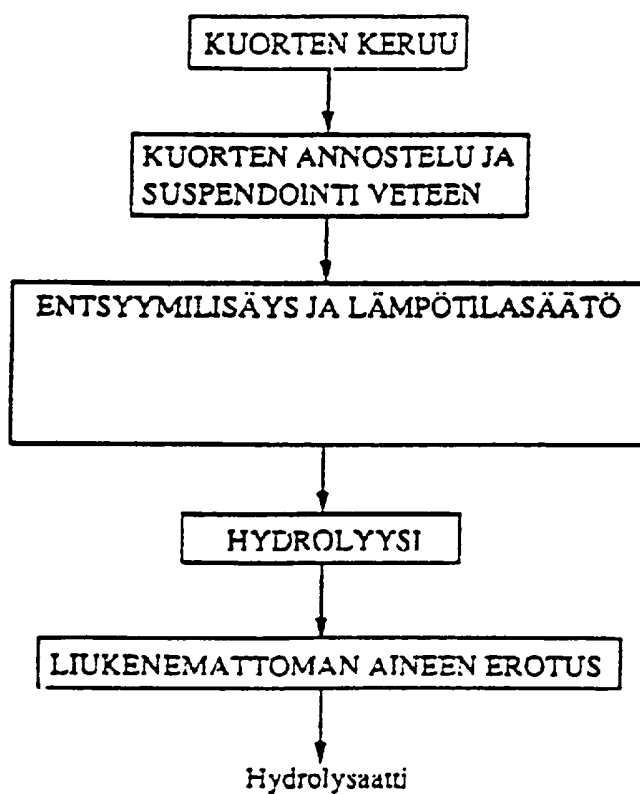 KUORTEN KERUU
KUORTEN ANNOSTELU JA
SUSPENDOINTI VETEEN
ENTSYYMILISÄYS JA LÄMPÖTILASÄÄTÖ
HYDROLYYSI
LIUKENEMATTOMAN AINEEN EROTUS
Hydrolysaatti